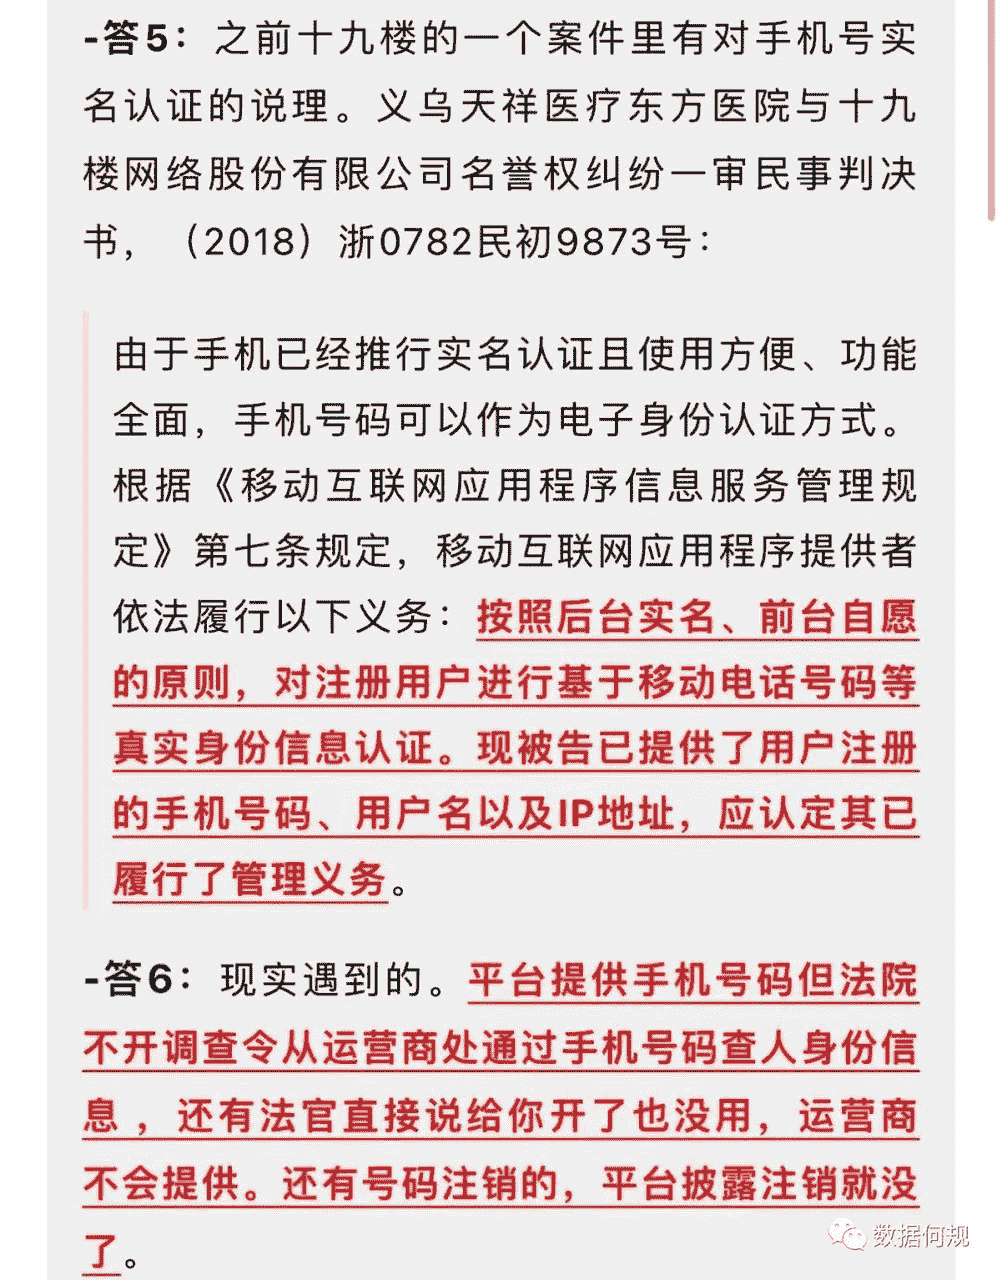 -答5：之前十九楼的一个案件里有对手机号实
名认证的说理。义乌天祥医疗东方医院与十九
楼网络股份有限公司名誉权纠纷一审民事判决
书，（2018）浙0782民初9873号：
由于手机已经推行实名认证且使用方便、功能
全面，手机号码可以作为电子身份认证方式。
根据《移动互联网应用程序信息服务管理规
定》第七条规定，移动互联网应用程序提供者
依法履行以下义务：按照后台实名、前台自愿
的原则，对注册用户进行基于移动电话号码等
真实身份信息认证。现被告已提供了用户注册
的手机号码、用户名以及IP地址，应认定其已
履行了管理义务。
-答6：现实遇到的。平台提供手机号码但法院
不开调查令从运营商处通过手机号码查人身份信
息，还有法官直接说给你开了也没用，运营商
不会提供。还有号码注销的，平台披露注销就没
了。
数据何规